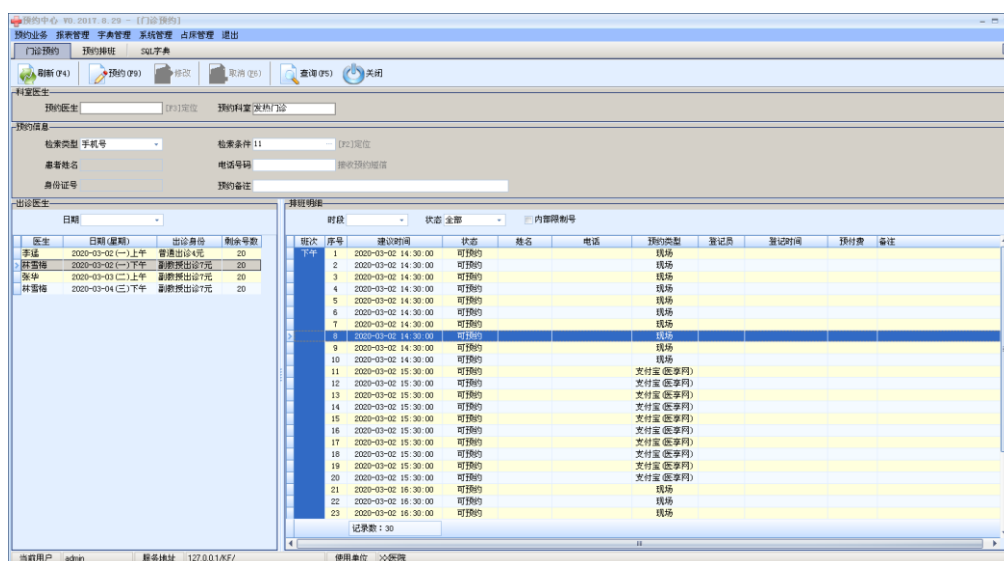 预约中心 V0.2017.8.29 - [门诊预约]
预约业务 报表管理 字典管理 系统管理 占床管理 退出
门诊预约 预约排班 SQL字典
刷新(F4) 预约(F9) 修改 取消(F6) 查询(F5) 关闭
科室医生
预约医生 [F3]定位 预约科室 发热门诊
预约信息
检索类型 手机号 检索条件 11 ... [F2]定位
患者姓名 电话号码 接收预约短信
身份证号 预约备注
出诊医生
日期
医生 日期(星期) 出诊身份 剩余号数
李猛 2020-03-02(一)上午 普通出诊4元 20
林雪梅 2020-03-02(一)下午 副教授出诊7元 20
张华 2020-03-03(二)上午 副教授出诊7元 20
林雪梅 2020-03-04(三)下午 副教授出诊7元 20
排班明细
时段 状态 全部 内部限制号
班次 序号 建议时间 状态 姓名 电话 预约类型 登记员 登记时间 预付费 备注
下午 1 2020-03-02 14:30:00 可预约 现场
2 2020-03-02 14:30:00 可预约 现场
3 2020-03-02 14:30:00 可预约 现场
4 2020-03-02 14:30:00 可预约 现场
5 2020-03-02 14:30:00 可预约 现场
6 2020-03-02 14:30:00 可预约 现场
7 2020-03-02 14:30:00 可预约 现场
8 2020-03-02 14:30:00 可预约 现场
9 2020-03-02 14:30:00 可预约 现场
10 2020-03-02 14:30:00 可预约 现场
11 2020-03-02 15:30:00 可预约 支付宝(医享网)
12 2020-03-02 15:30:00 可预约 支付宝(医享网)
13 2020-03-02 15:30:00 可预约 支付宝(医享网)
14 2020-03-02 15:30:00 可预约 支付宝(医享网)
15 2020-03-02 15:30:00 可预约 支付宝(医享网)
16 2020-03-02 15:30:00 可预约 支付宝(医享网)
17 2020-03-02 15:30:00 可预约 支付宝(医享网)
18 2020-03-02 15:30:00 可预约 支付宝(医享网)
19 2020-03-02 15:30:00 可预约 支付宝(医享网)
20 2020-03-02 15:30:00 可预约 支付宝(医享网)
21 2020-03-02 16:30:00 可预约 现场
22 2020-03-02 16:30:00 可预约 现场
23 2020-03-02 16:30:00 可预约 现场
记录数:30
当前用户 admin 服务地址 127.0.0.1/KF/ 使用单位 XX医院